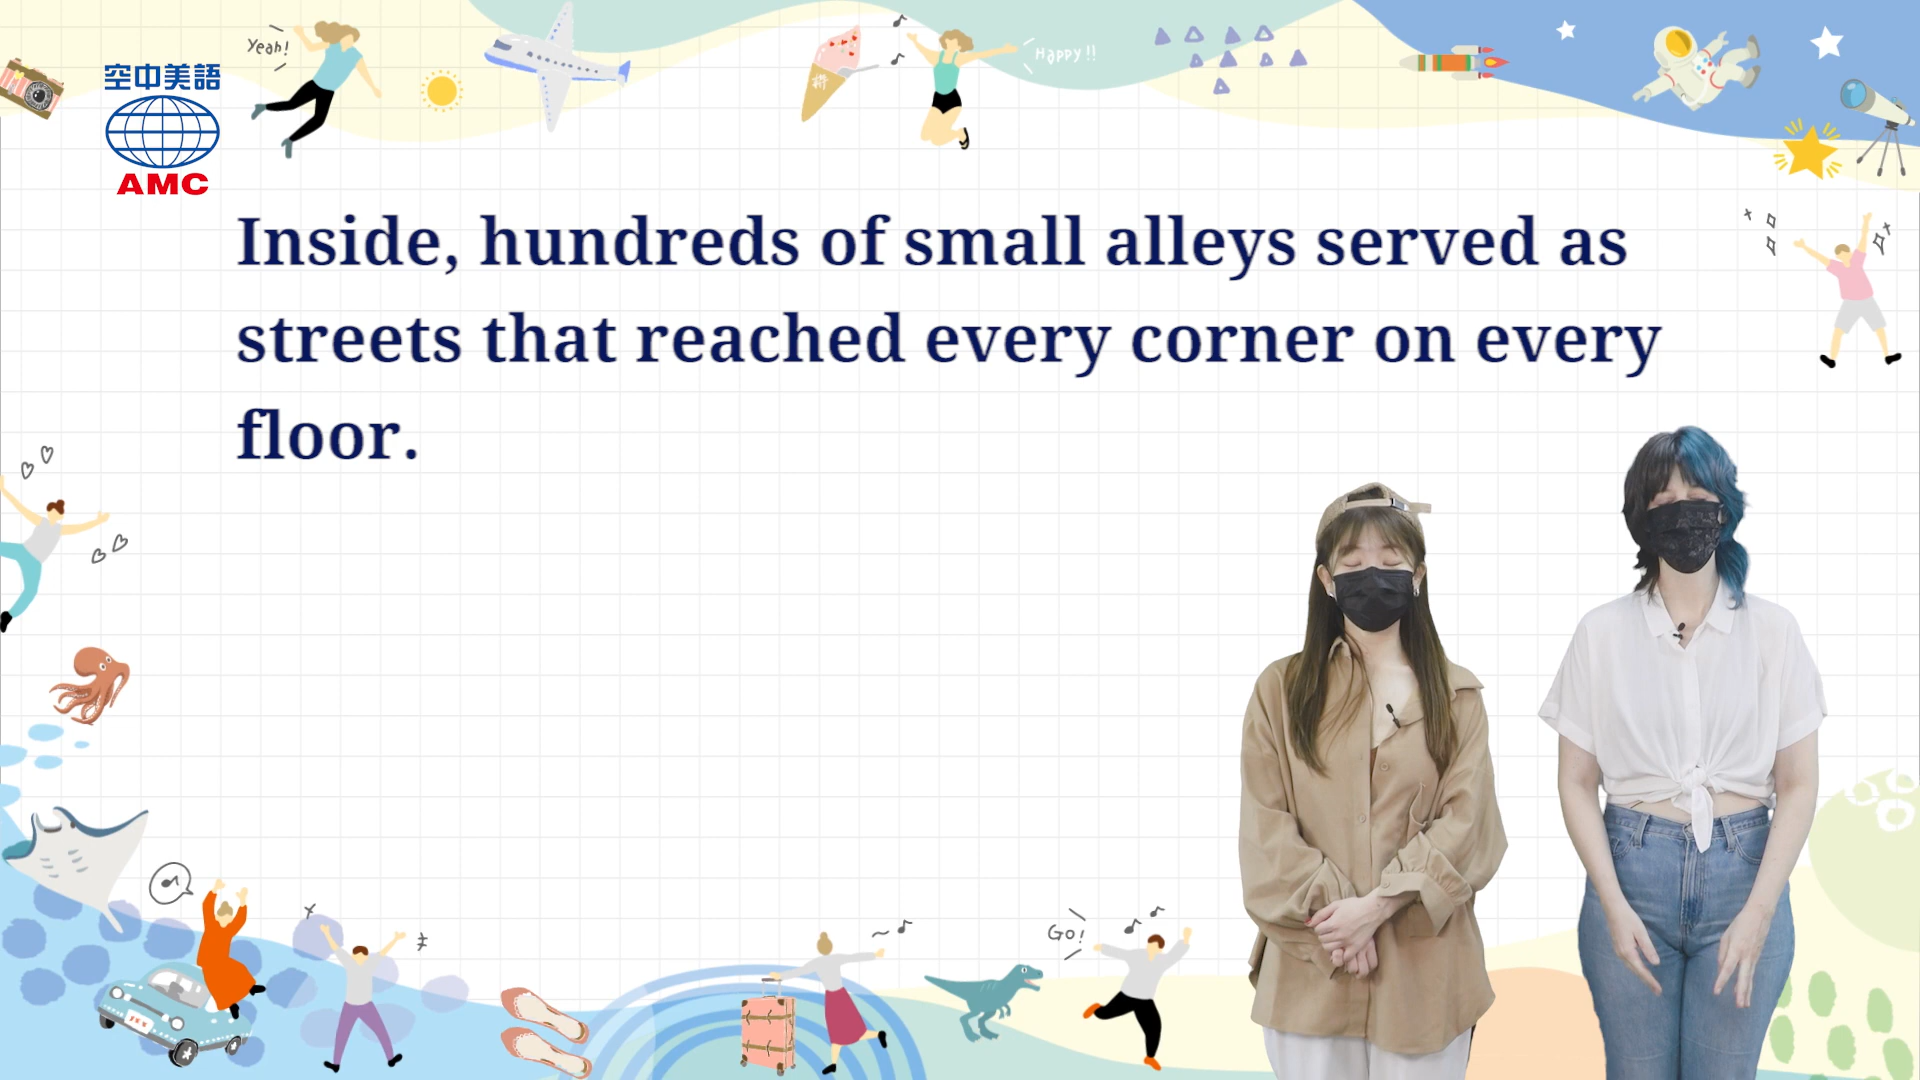 Yeah!
Happy!!
空中美語
AMC
Inside, hundreds of small alleys served as
streets that reached every corner on every
floor.
Go!